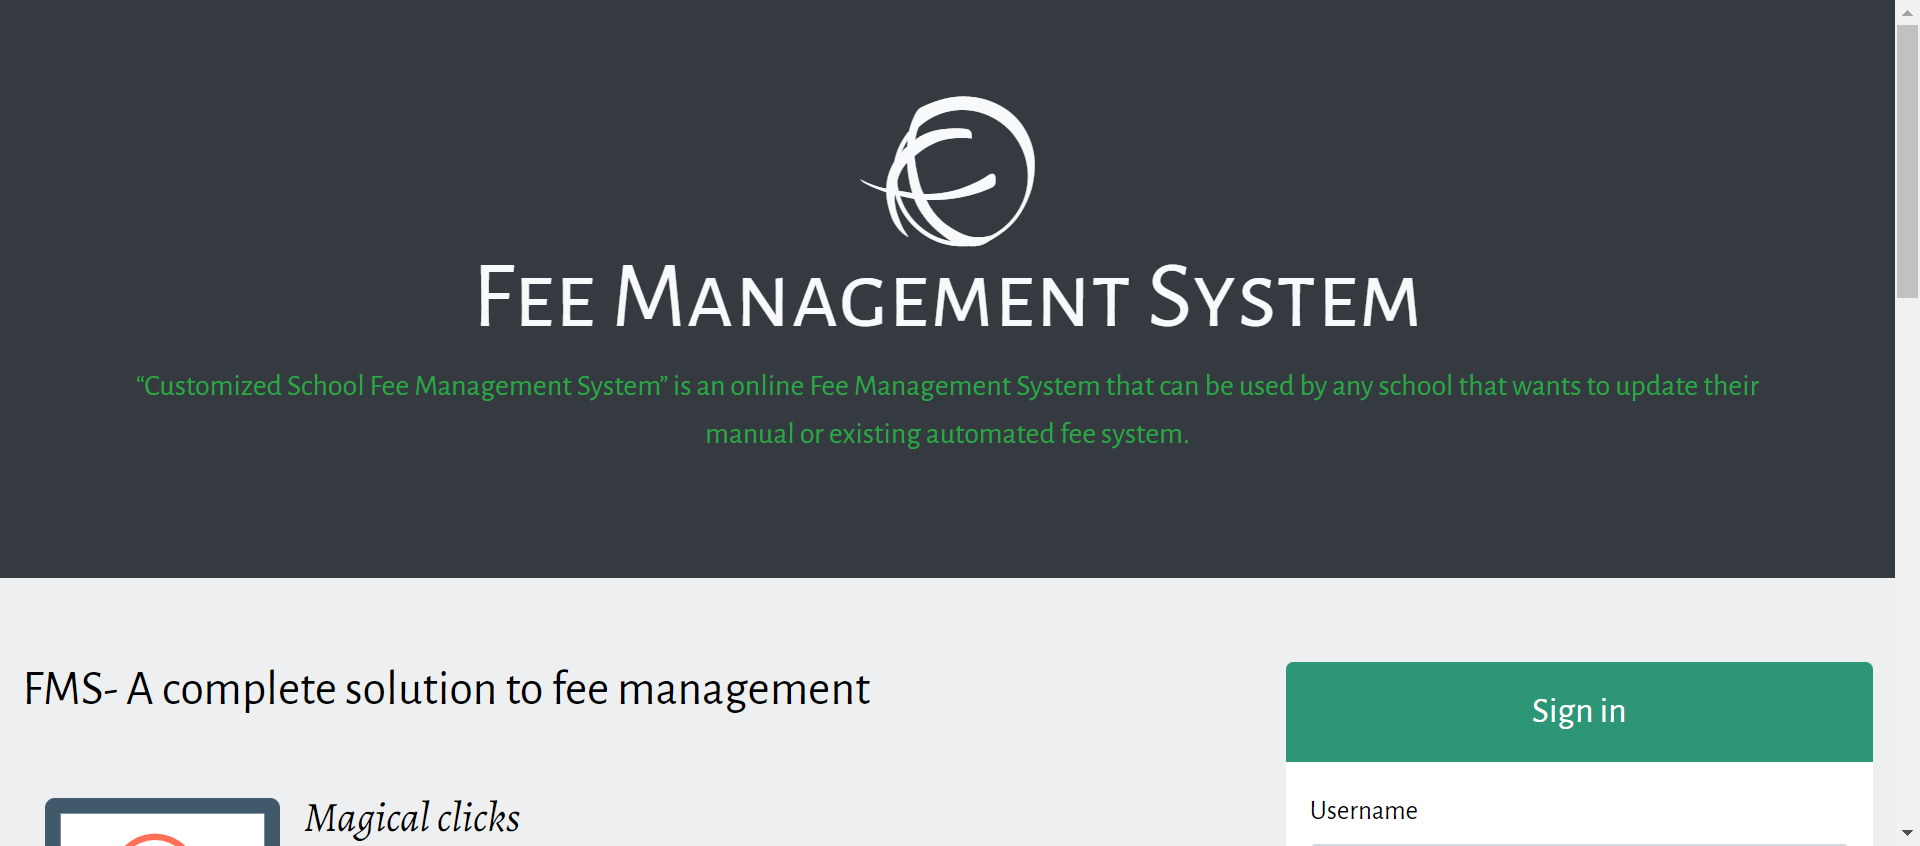 Fee Management System
“Customized School Fee Management System” is an online Fee Management System that can be used by any school that wants to update their
manual or existing automated fee system.
FMS- A complete solution to fee management
Sign in
Magical clicks
Username